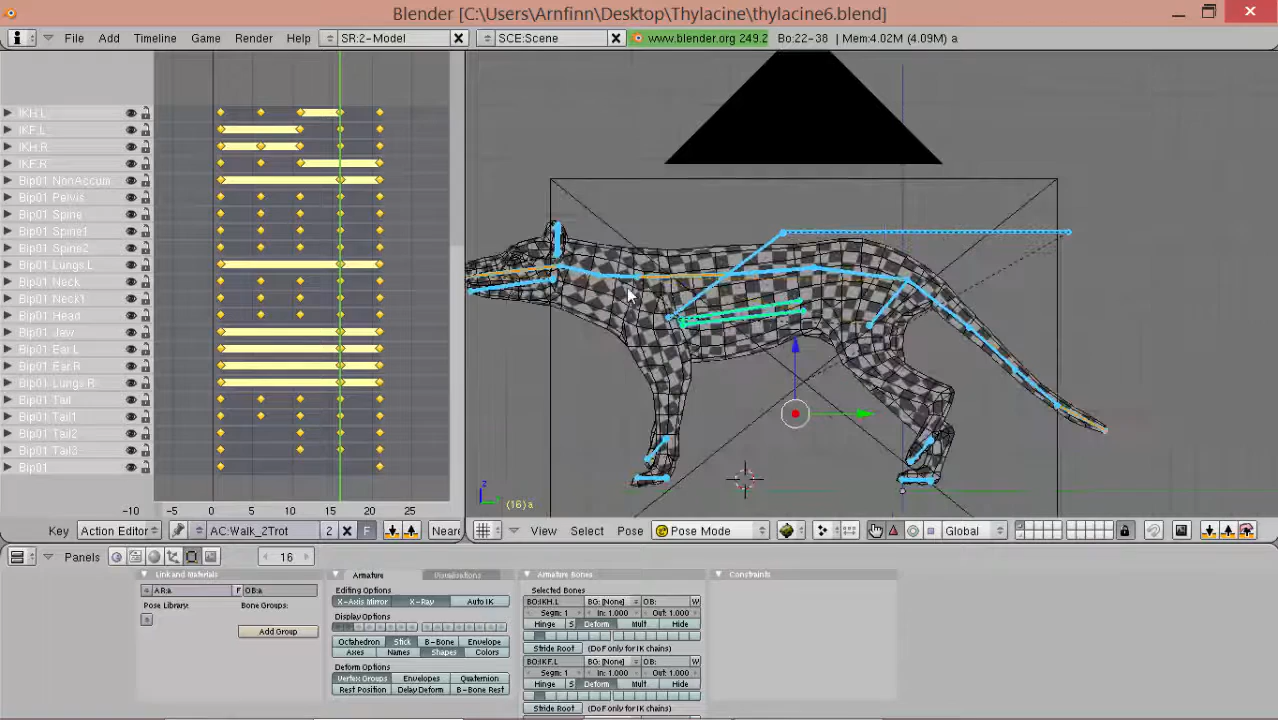 Blender [C:\Users\Arnfinn\Desktop\Thylacine\thylacine6.blend]
File Add Timeline Game Render Help SR:2-Model SCE:Scene www.blender.org 249.2 Bo:22-38 | Mem:4.02M (4.09M) a
IKH.L
IKF.L
IKH.R
IKF.R
Bip01 NonAccum
Bip01 Pelvis
Bip01 Spine
Bip01 Spine1
Bip01 Spine2
Bip01 Lungs L
Bip01 Neck
Bip01 Neck1
Bip01 Head
Bip01 Jaw
Bip01 Ear L
Bip01 Ear R
Bip01 Lungs R
Bip01 Tail
Bip01 Tail1
Bip01 Tail2
Bip01 Tail3
Bip01
-10 -5 0 5 10 15 20 25
z
(16) a
Key Action Editor AC:Walk_2Trot 2 F Neare View Select Pose Pose Mode Global
Panels 16
Link and Materials Armature Visualisations Armature Bones Constraints
AR:a F OB:a
Pose Library: Bone Groups:
Add Group
Editing Options
X-Axis Mirror X-Ray Auto IK
Display Options
Octahedron Stick B-Bone Envelope
Axes Names Shapes Colors
Deform Options
Vertex Groups Envelopes Quaternion
Rest Position Delay Deform B-Bone Rest
Selected Bones
BO:IKH.L BG: [None] OB: W
Segm: 1 In: 1.000 Out: 1.000
Hinge S Deform Mult Hide
Stride Root (DoF only for IK chains)
BO:IKF.L BG: [None] OB: W
Segm: 1 In: 1.000 Out: 1.000
Hinge S Deform Mult Hide
Stride Root (DoF only for IK chains)